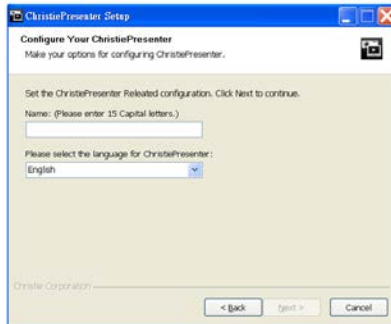 ChristiePresenter Setup
Configure Your ChristiePresenter
Make your options for configuring ChristiePresenter.
Set the ChristiePresenter Releated configuration. Click Next to continue.
Name: (Please enter 15 Capital letters.)
Please select the language for ChristiePresenter:
English
Christie Corporation
< Back
Next >
Cancel